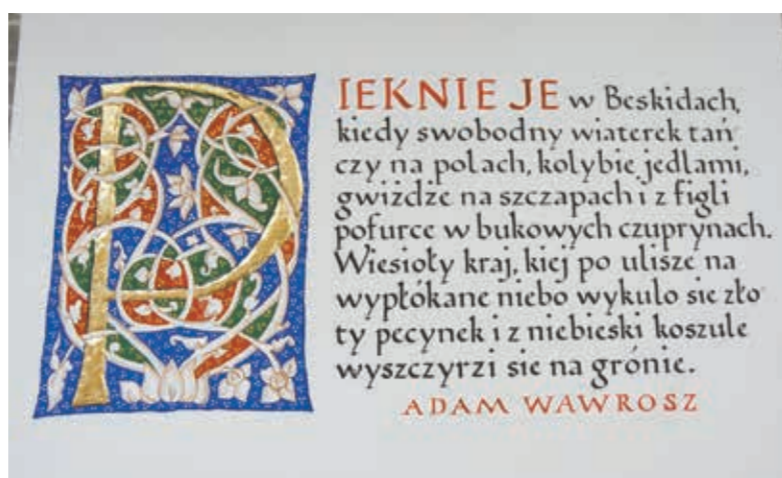 PIEKNIE JE w Beskidach,
kiedy swobodny wiaterek tań
czy na polach, kolybie jedlami,
gwiżdże na szczapach i z figli
pofurce w bukowych czuprynach.
Wiesioły kraj, kiej po ulisze na
wypłókane niebo wykulo sie zło
ty pecynek i z niebieski koszule
wyszczyrzi sie na grónie.
ADAM WAWROSZ